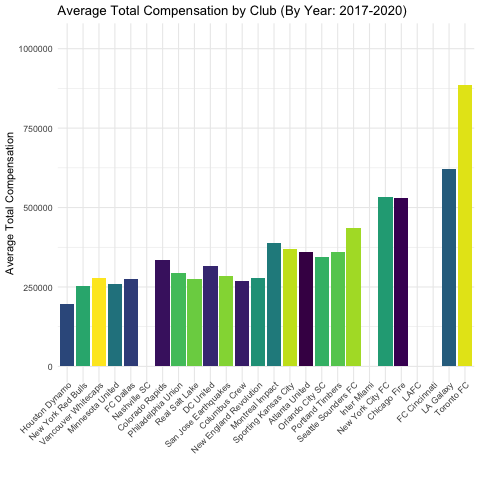 Average Total Compensation by Club (By Year: 2017-2020)
1000000
750000
500000
250000
0
Average Total Compensation
Houston Dynamo
New York Red Bulls
Vancouver Whitecaps
Minnesota United
FC Dallas
Nashville SC
Colorado Rapids
Philadelphia Union
Real Salt Lake
DC United
San Jose Earthquakes
Columbus Crew
New England Revolution
Montreal Impact
Sporting Kansas City
Atlanta United
Orlando City SC
Portland Timbers
Seattle Sounders FC
Inter Miami
New York City FC
Chicago Fire
LAFC
FC Cincinnati
LA Galaxy
Toronto FC